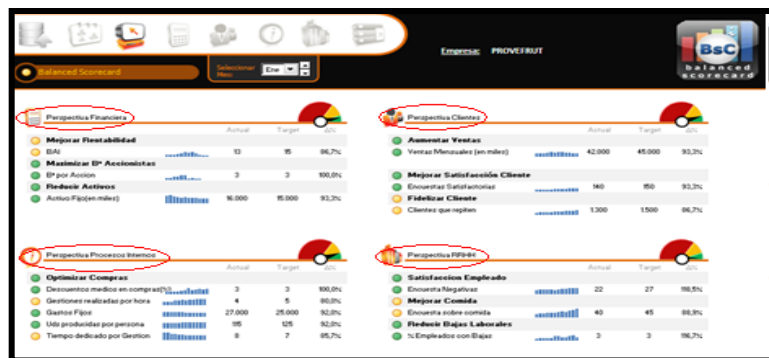 Empresa: PROVEFRUT
BsC
balanced
scorecard
Balanced Scorecard
Seleccionar
Mes:
Ene
Perspectiva Financiera
Actual Target Δ%
Mejorar Rentabilidad
BAI 13 15 86,7%
Maximizar Bº Accionistas
Bº por Accion 3 3 100,0%
Reducir Activos
Activo Fijo(en miles) 16.000 15.000 93,3%
Perspectiva Clientes
Actual Target Δ%
Aumentar Ventas
Ventas Mensuales (en miles) 42.000 45.000 93,3%
Mejorar Satisfacción Cliente
Encuestas Satisfactorias 140 150 93,3%
Fidelizar Cliente
Clientes que repiten 1.300 1.500 86,7%
Perspectiva Procesos Internos
Actual Target Δ%
Optimizar Compras
Descuentos medios en compras(%) 3 3 100,0%
Gestiones realizadas por hora 4 5 80,0%
Gastos Fijos 27.000 25.000 92,0%
Uds producidas por persona 115 125 92,0%
Tiempo dedicado por Gestion 8 7 85,7%
Perspectiva RRHH
Actual Target Δ%
Satisfaccion Empleado
Encuesta Negativas 22 27 118,5%
Mejorar Comida
Encuesta sobre comida 40 45 88,9%
Reducir Bajas Laborales
% Empleados con Bajas 3 3 116,7%